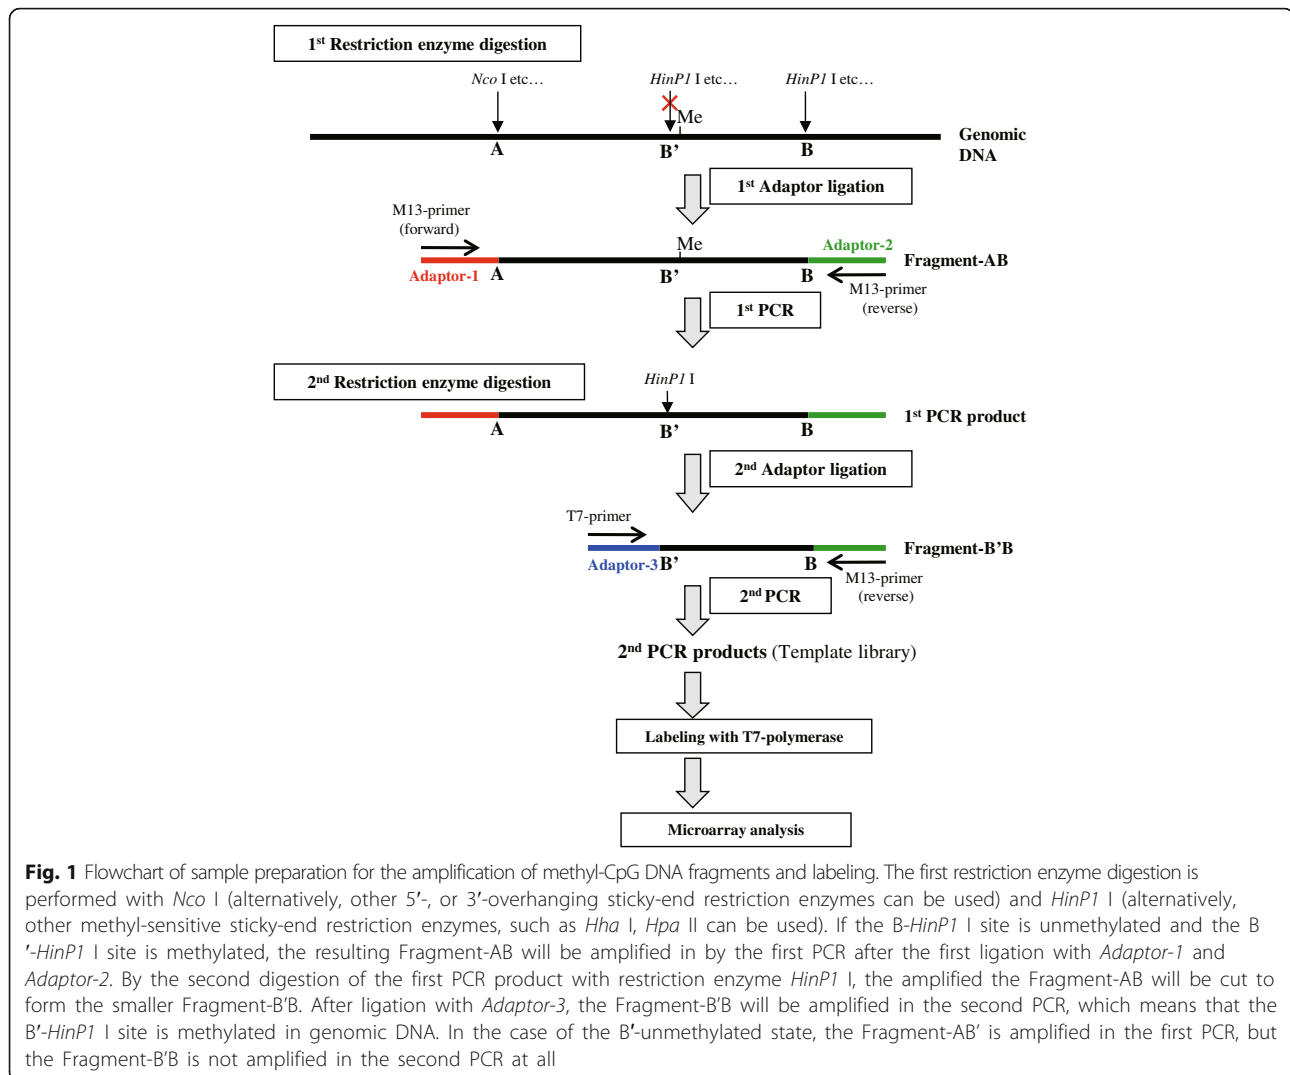 1st Restriction enzyme digestion
Nco I etc… HinP1 I etc… HinP1 I etc…
Me
Genomic
DNA
A B’ B
1st Adaptor ligation
M13-primer
(forward)
Me
Adaptor-2
Fragment-AB
Adaptor-1 A B’ B
M13-primer
(reverse)
1st PCR
2nd Restriction enzyme digestion
HinP1 I
1st PCR product
A B’ B
2nd Adaptor ligation
T7-primer
Fragment-B’B
Adaptor-3 B’ B
M13-primer
(reverse)
2nd PCR
2nd PCR products (Template library)
Labeling with T7-polymerase
Microarray analysis
Fig. 1 Flowchart of sample preparation for the amplification of methyl-CpG DNA fragments and labeling. The first restriction enzyme digestion is
performed with Nco I (alternatively, other 5′-, or 3′-overhanging sticky-end restriction enzymes can be used) and HinP1 I (alternatively,
other methyl-sensitive sticky-end restriction enzymes, such as Hha I, Hpa II can be used). If the B-HinP1 I site is unmethylated and the B
′-HinP1 I site is methylated, the resulting Fragment-AB will be amplified in by the first PCR after the first ligation with Adaptor-1 and
Adaptor-2. By the second digestion of the first PCR product with restriction enzyme HinP1 I, the amplified the Fragment-AB will be cut to
form the smaller Fragment-B′B. After ligation with Adaptor-3, the Fragment-B′B will be amplified in the second PCR, which means that the
B′-HinP1 I site is methylated in genomic DNA. In the case of the B′-unmethylated state, the Fragment-AB′ is amplified in the first PCR, but
the Fragment-B′B is not amplified in the second PCR at all